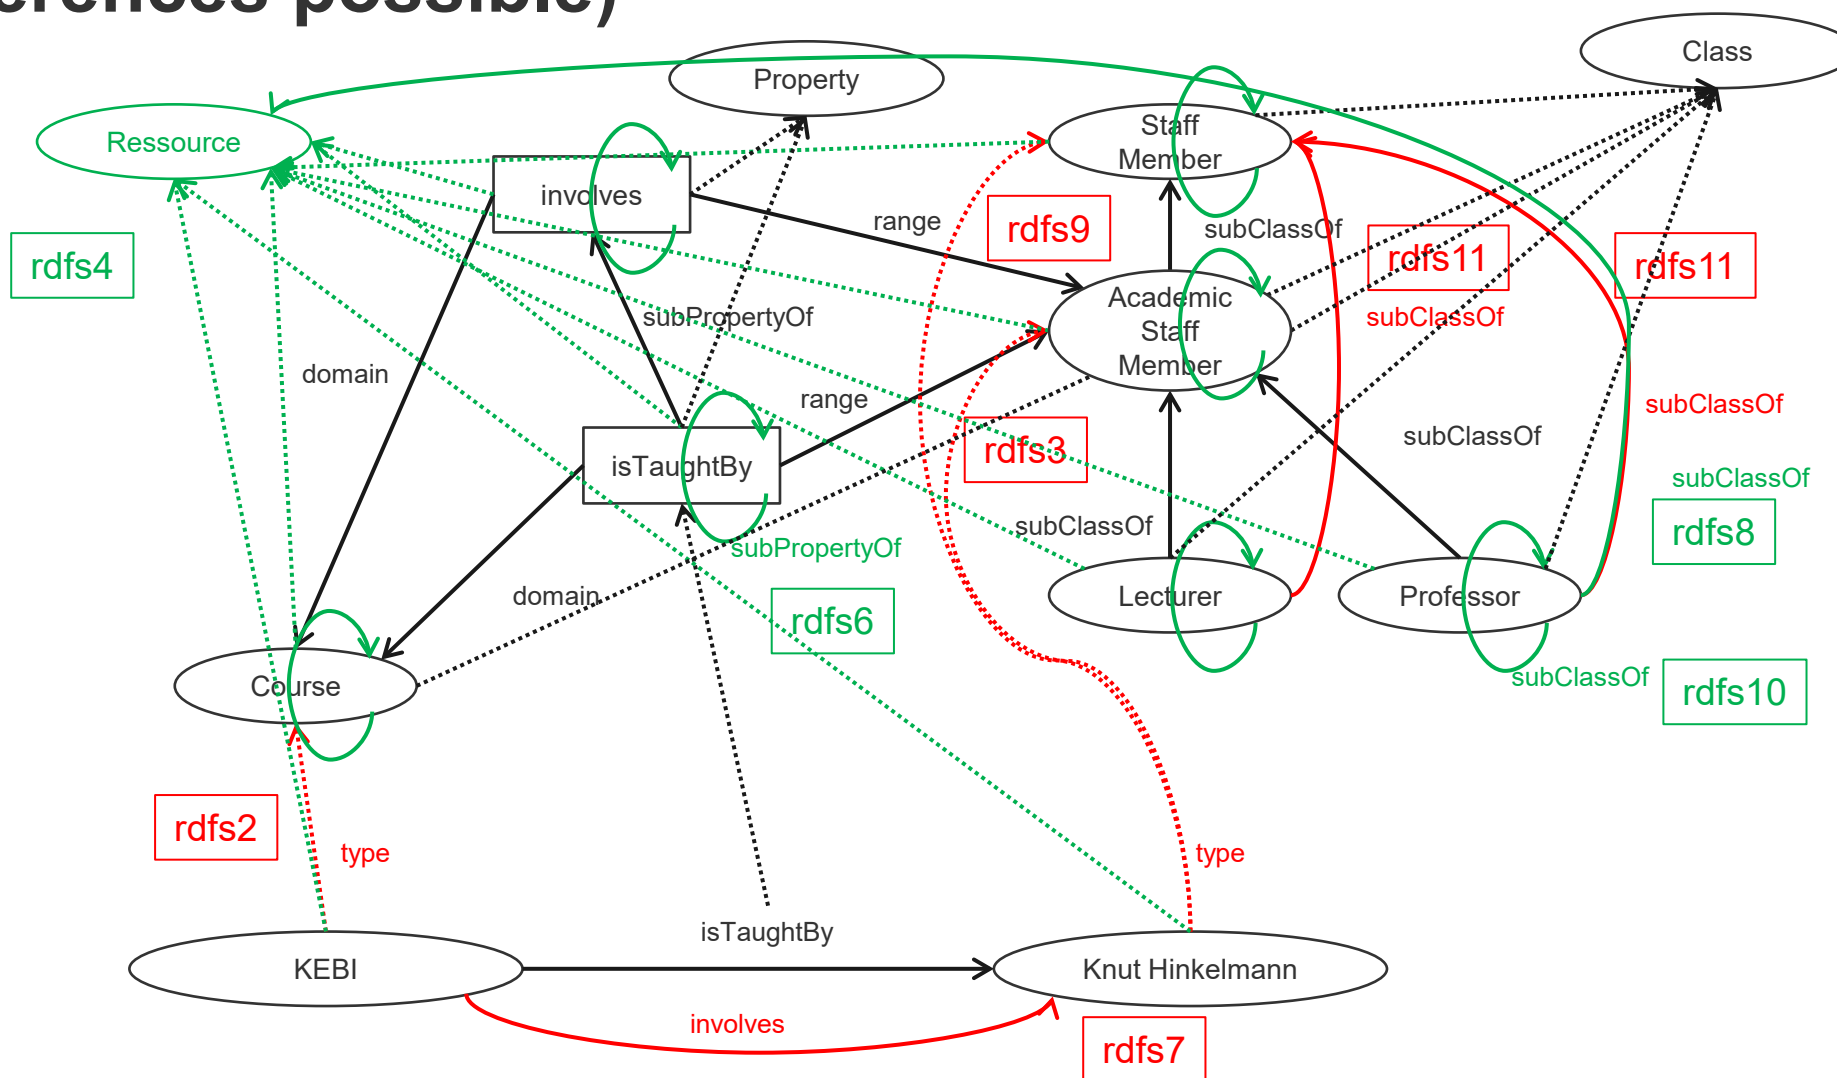 erences possible)
Class
Property
Ressource
Staff
Member
involves
range
rdfs9
subClassOf
rdfs4
rdfs11
rdfs11
Academic
Staff
Member
subPropertyOf
subClassOf
domain
range
subClassOf
subClassOf
rdfs3
isTaughtBy
subClassOf
subClassOf
rdfs8
subPropertyOf
domain
rdfs6
Lecturer
Professor
subClassOf
rdfs10
Course
rdfs2
type
type
isTaughtBy
KEBI
Knut Hinkelmann
involves
rdfs7